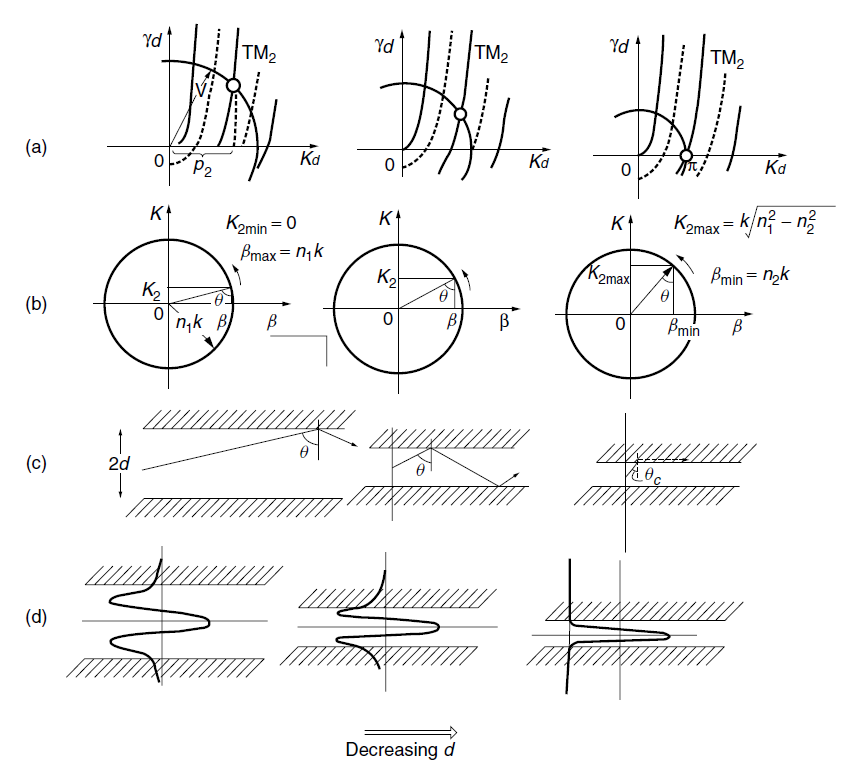 (a)
γd
TM₂
V
0
p₂
Kd
γd
TM₂
0
Kd
γd
TM₂
0
π
Kd
(b)
K
K₂min = 0
βmax = n₁k
K₂
θ
0
n₁k
β
β
K
K₂
θ
0
β
β
K
K₂max = k√n₁² − n₂²
K₂max
βmin = n₂k
θ
0
βmin
β
(c)
2d
θ
θ
θc
(d)
Decreasing d